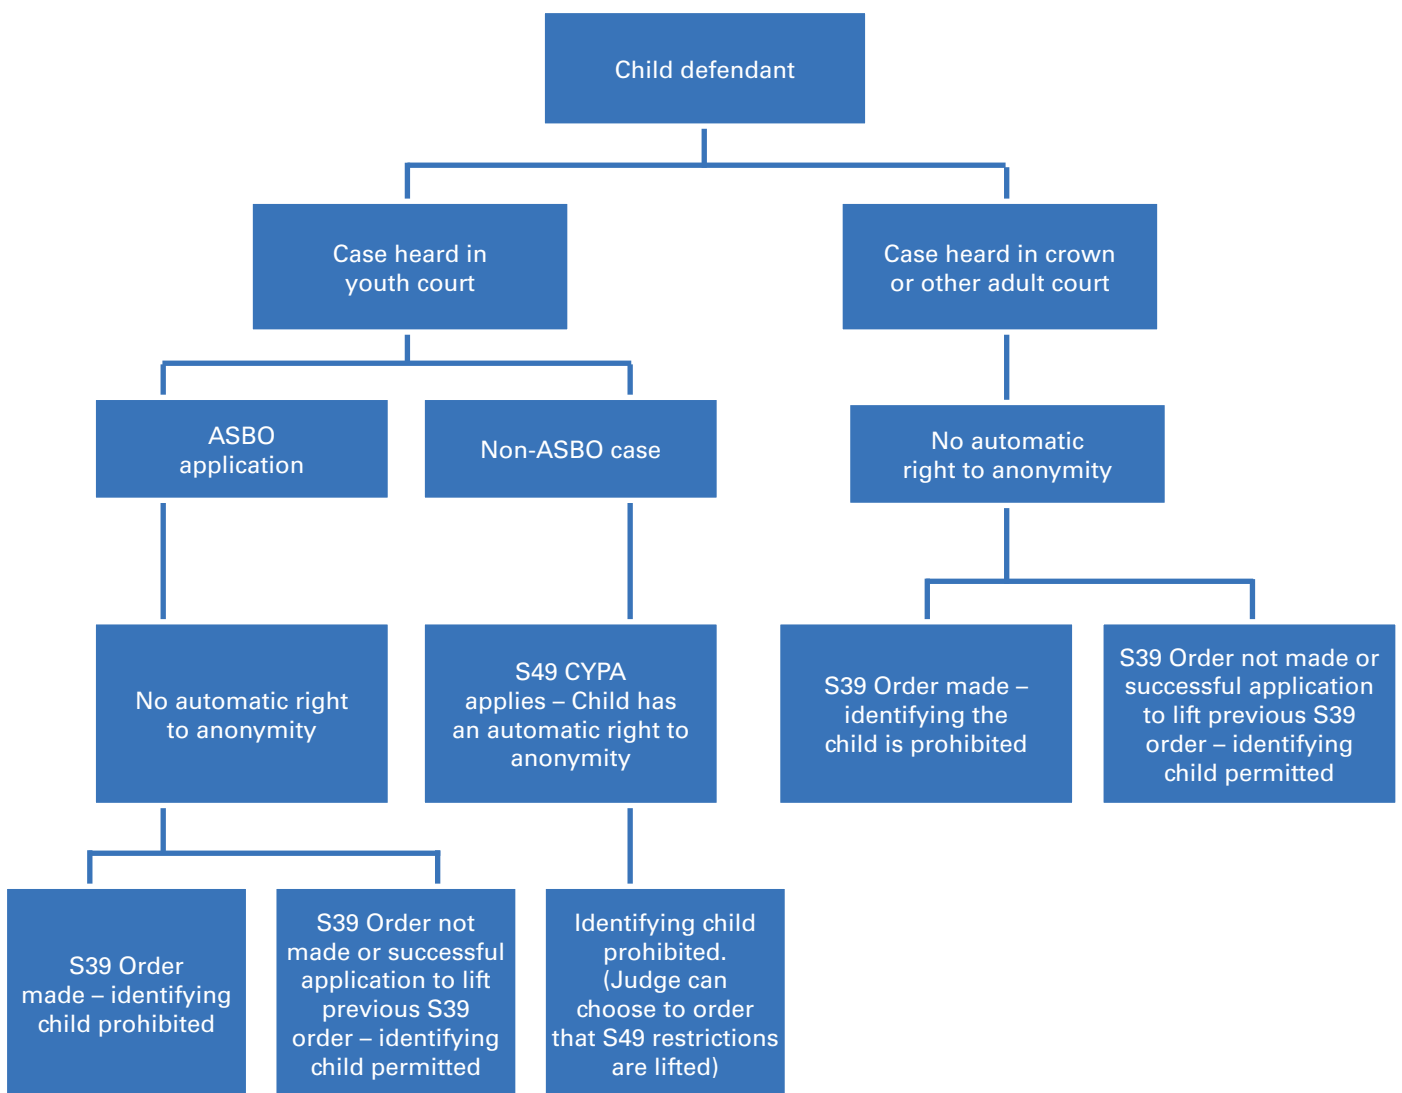 Child defendant
Case heard in
youth court
Case heard in crown
or other adult court
ASBO
application
Non-ASBO case
No automatic
right to anonymity
No automatic right
to anonymity
S49 CYPA
applies – Child has
an automatic right to
anonymity
S39 Order made –
identifying the
child is prohibited
S39 Order not made or
successful application
to lift previous S39
order – identifying
child permitted
S39 Order
made – identifying
child prohibited
S39 Order not
made or successful
application to lift
previous S39
order – identifying
child permitted
Identifying child
prohibited.
(Judge can
choose to order
that S49 restrictions
are lifted)